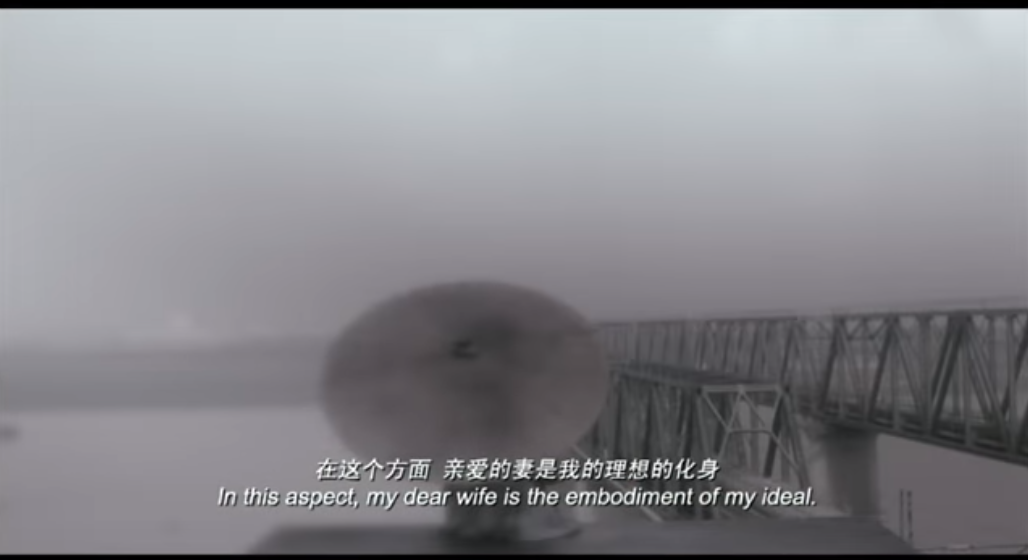 在这个方面 亲爱的妻是我的理想的化身
In this aspect, my dear wife is the embodiment of my ideal.